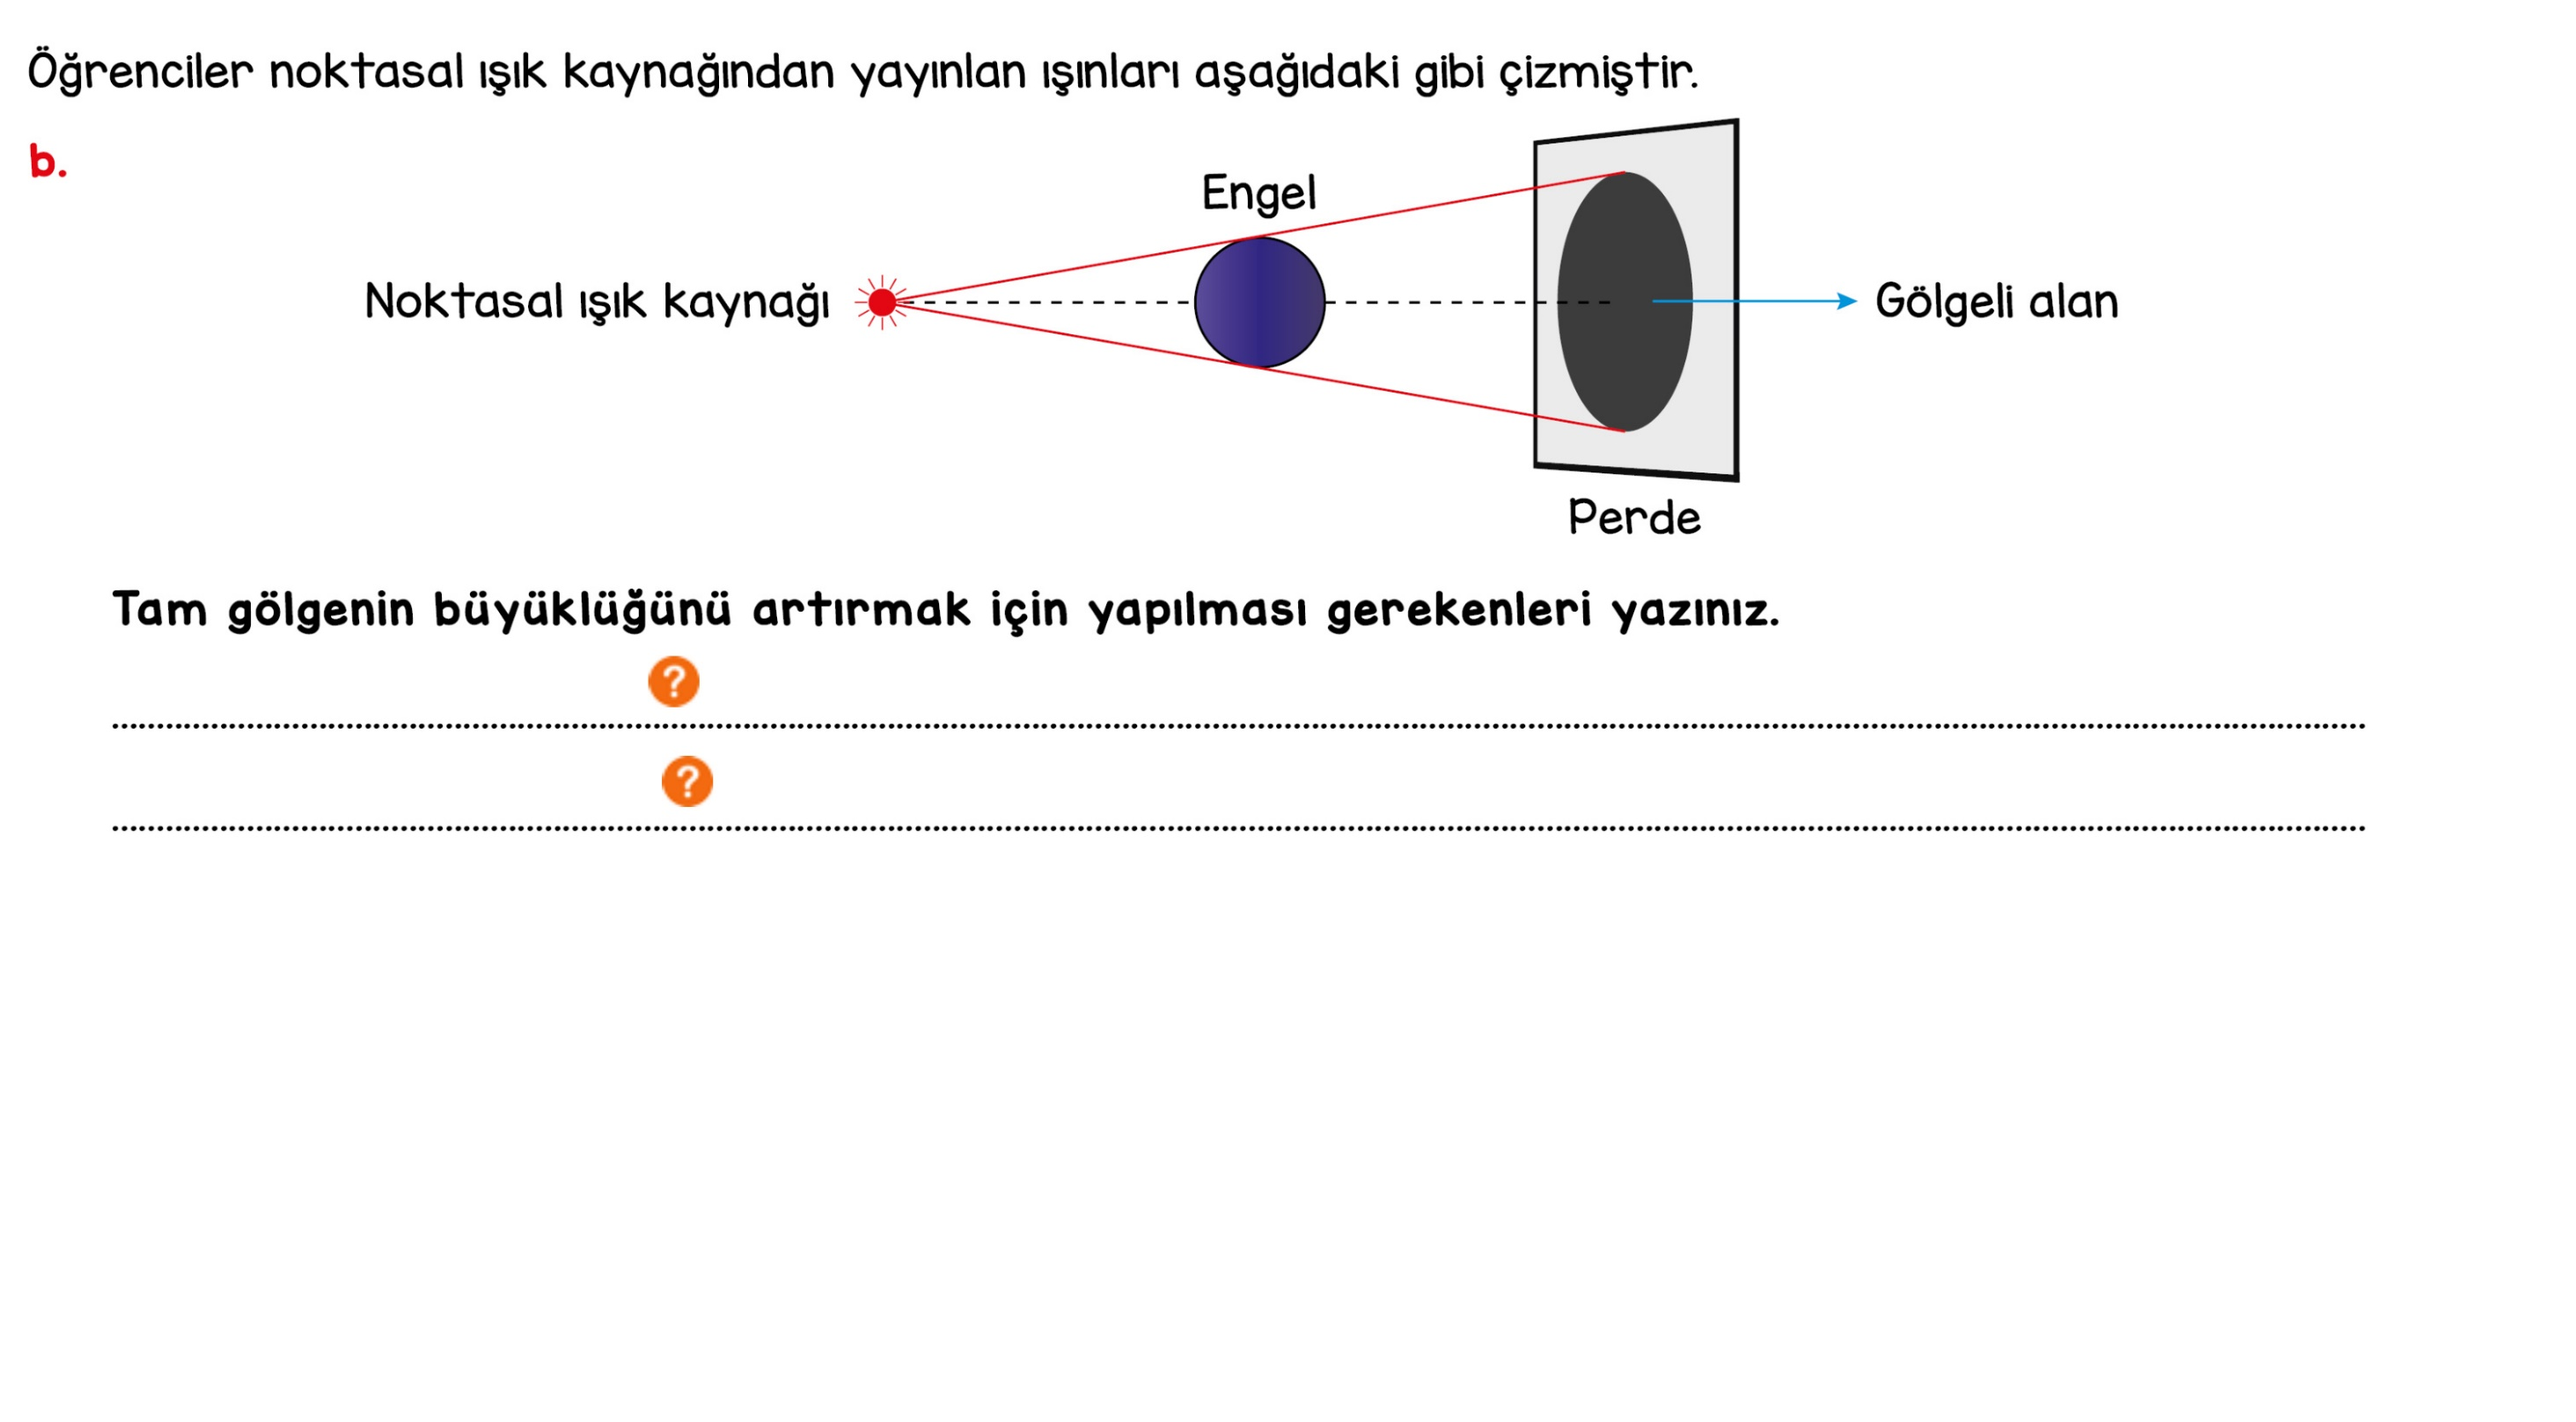 Öğrenciler noktasal ışık kaynağından yayınlan ışınları aşağıdaki gibi çizmiştir.
b.
Engel
Noktasal ışık kaynağı
Gölgeli alan
Perde
Tam gölgenin büyüklüğünü artırmak için yapılması gerekenleri yazınız.
?
?